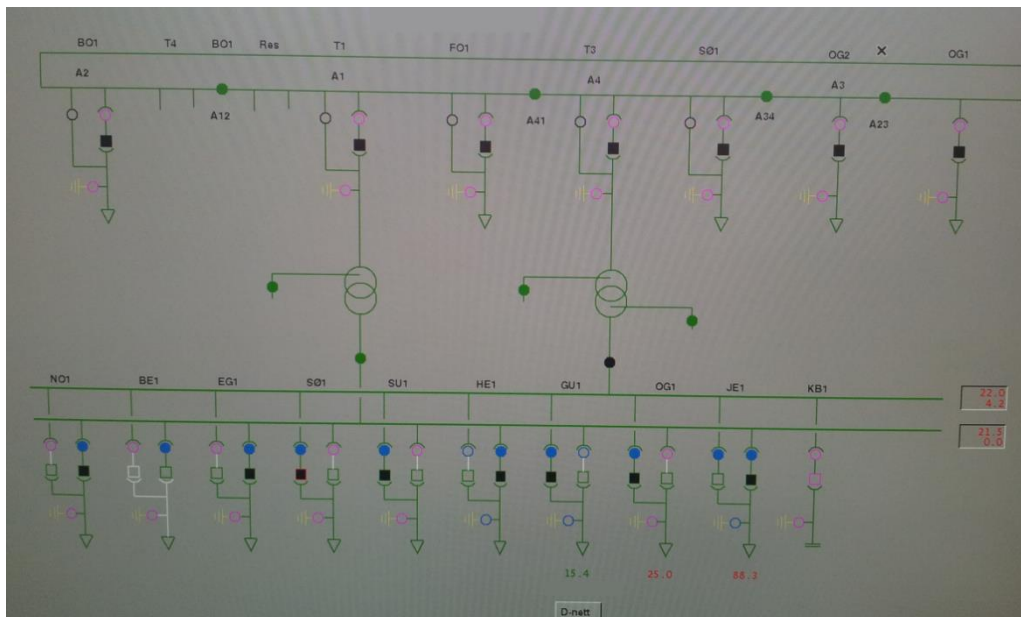 BO1 T4 BO1 Res T1 FO1 T3 SØ1 OG2 OG1
A2 A1 A4 A3
A12 A41 A34 A23
NO1 BE1 EG1 SØ1 SU1 HE1 GU1 OG1 JE1 KB1
22.0
4.2
21.5
0.0
15.4 25.0 88.3
D-nett